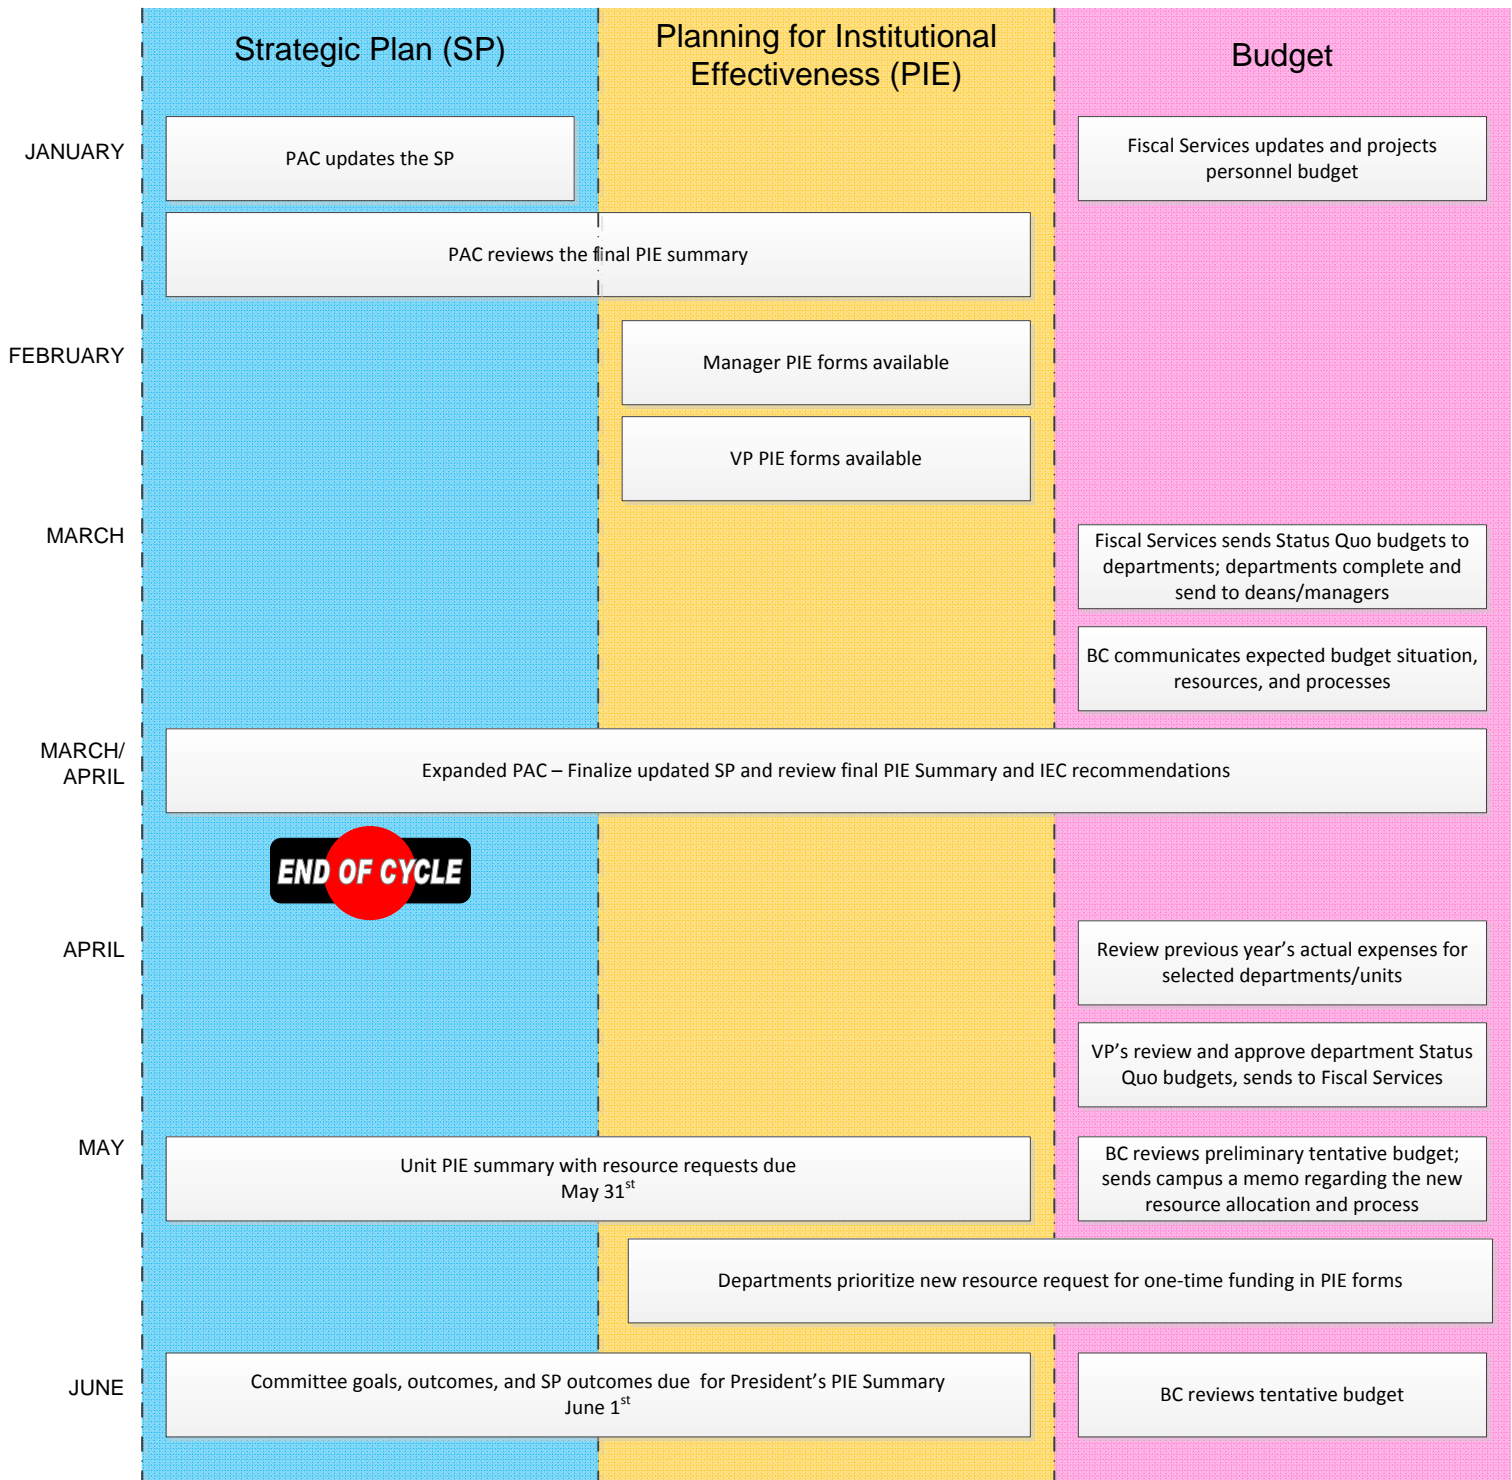 Strategic Plan (SP)
Planning for Institutional
Effectiveness (PIE)
Budget
JANUARY
PAC updates the SP
Fiscal Services updates and projects
personnel budget
PAC reviews the final PIE summary
FEBRUARY
Manager PIE forms available
VP PIE forms available
MARCH
Fiscal Services sends Status Quo budgets to
departments; departments complete and
send to deans/managers
BC communicates expected budget situation,
resources, and processes
MARCH/
APRIL
Expanded PAC – Finalize updated SP and review final PIE Summary and IEC recommendations
END OF CYCLE
APRIL
Review previous year's actual expenses for
selected departments/units
VP's review and approve department Status
Quo budgets, sends to Fiscal Services
MAY
Unit PIE summary with resource requests due
May 31st
BC reviews preliminary tentative budget;
sends campus a memo regarding the new
resource allocation and process
Departments prioritize new resource request for one-time funding in PIE forms
JUNE
Committee goals, outcomes, and SP outcomes due for President's PIE Summary
June 1st
BC reviews tentative budget